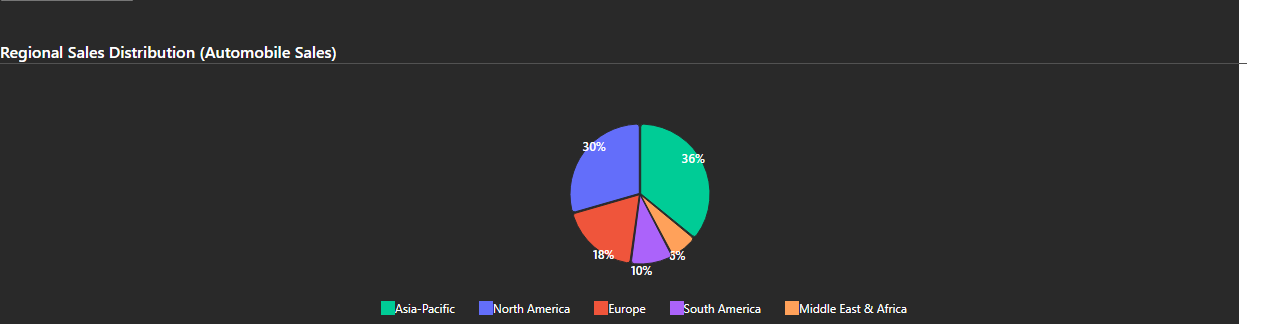 Regional Sales Distribution (Automobile Sales)
30%
36%
18%
6%
10%
Asia-Pacific North America Europe South America Middle East & Africa